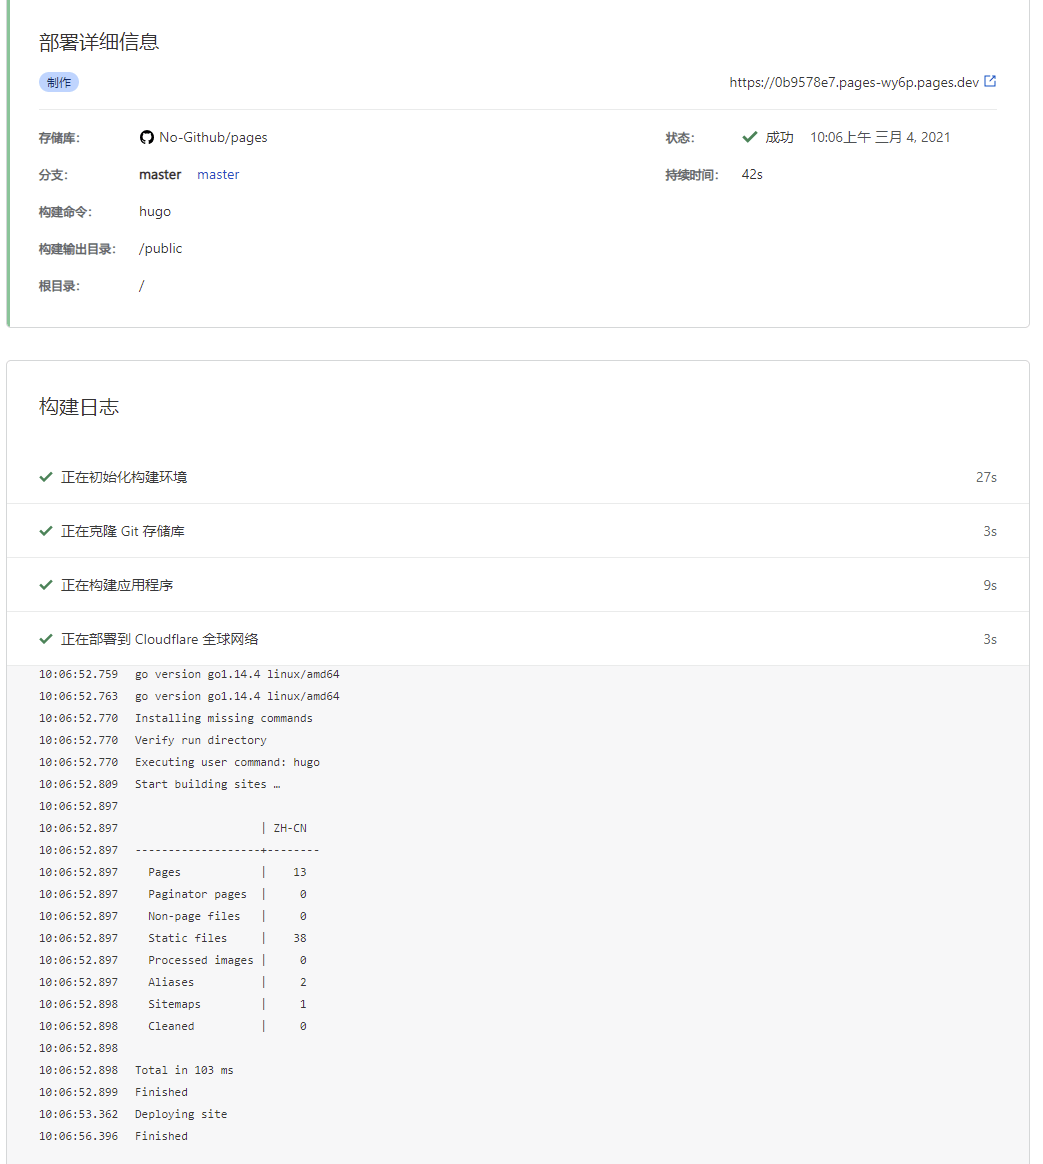 部署详细信息
制作 https://0b9578e7.pages-wy6p.pages.dev
存储库: No-Github/pages 状态: 成功 10:06上午 三月 4, 2021
分支: master master 持续时间: 42s
构建命令: hugo
构建输出目录: /public
根目录: /
构建日志
正在初始化构建环境 27s
正在克隆 Git 存储库 3s
正在构建应用程序 9s
正在部署到 Cloudflare 全球网络 3s
10:06:52.759 go version go1.14.4 linux/amd64
10:06:52.763 go version go1.14.4 linux/amd64
10:06:52.770 Installing missing commands
10:06:52.770 Verify run directory
10:06:52.770 Executing user command: hugo
10:06:52.809 Start building sites …
10:06:52.897
10:06:52.897 | ZH-CN
10:06:52.897 -------------------+--------
10:06:52.897 Pages | 13
10:06:52.897 Paginator pages | 0
10:06:52.897 Non-page files | 0
10:06:52.897 Static files | 38
10:06:52.897 Processed images | 0
10:06:52.897 Aliases | 2
10:06:52.898 Sitemaps | 1
10:06:52.898 Cleaned | 0
10:06:52.898
10:06:52.898 Total in 103 ms
10:06:52.899 Finished
10:06:53.362 Deploying site
10:06:56.396 Finished